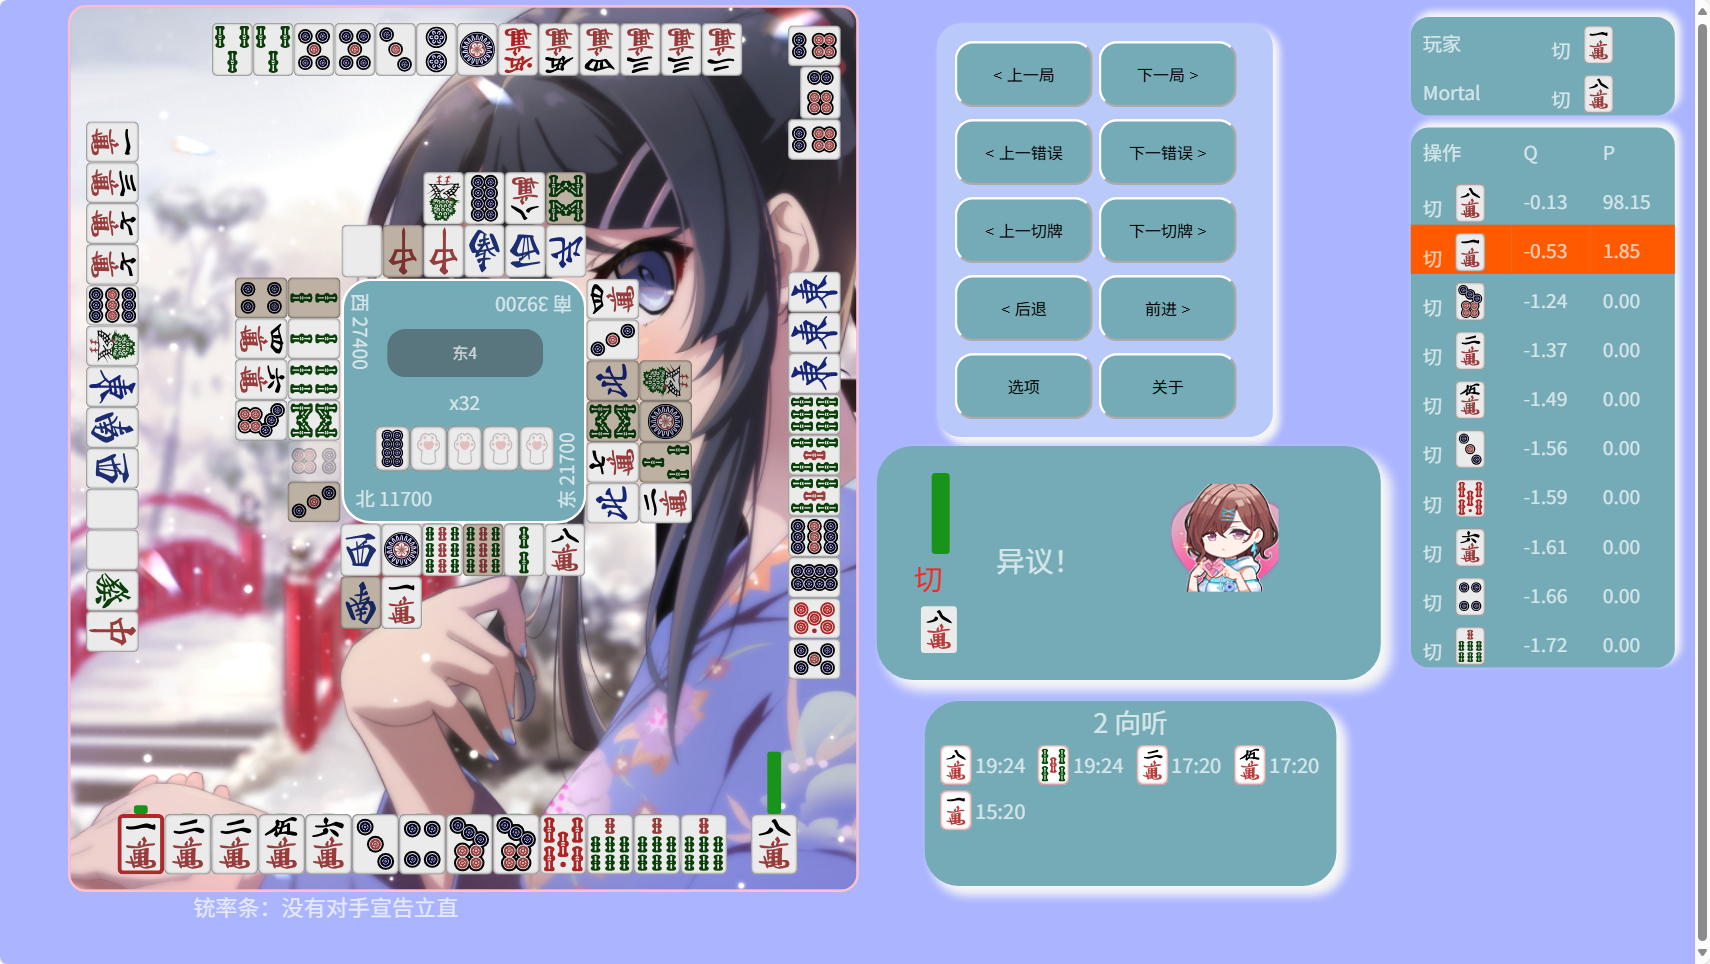 西 27400
南 39200
东4
x32
北 11700
东 21700
铳率条：没有对手宣告立直
< 上一局
下一局 >
< 上一错误
下一错误 >
< 上一切牌
下一切牌 >
< 后退
前进 >
选项
关于
切
异议！
2 向听
19:24 19:24 17:20 17:20
15:20
玩家 切
Mortal 切
操作 Q P
切 -0.13 98.15
切 -0.53 1.85
切 -1.24 0.00
切 -1.37 0.00
切 -1.49 0.00
切 -1.56 0.00
切 -1.59 0.00
切 -1.61 0.00
切 -1.66 0.00
切 -1.72 0.00